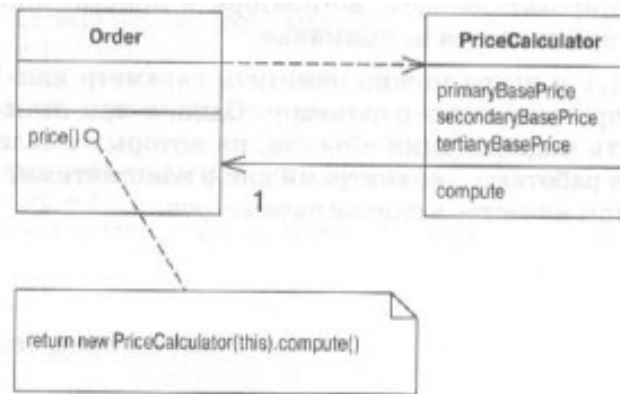 Order
PriceCalculator
primaryBasePrice
secondaryBasePrice
tertiaryBasePrice
price()
1
compute
return new PriceCalculator(this).compute()